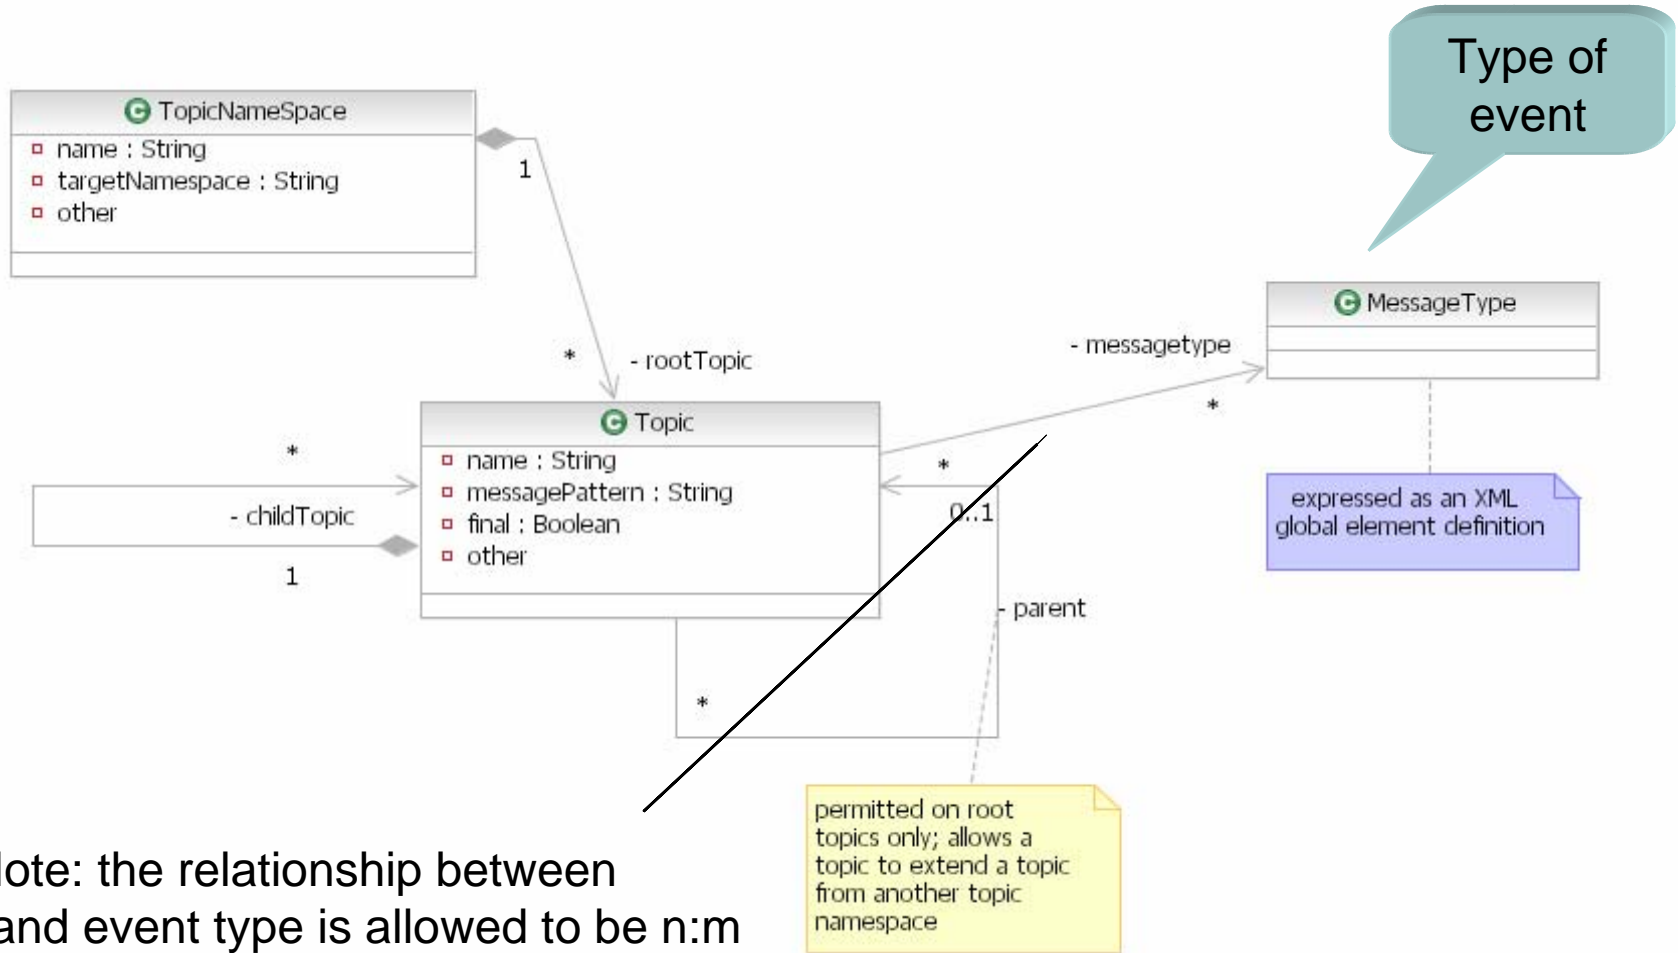 Type of
event
TopicNameSpace
name : String
targetNamespace : String
other
1
*
- rootTopic
MessageType
- messagetype
*
Topic
name : String
messagePattern : String
final : Boolean
other
*
- childTopic
1
*
0..1
- parent
*
expressed as an XML
global element definition
permitted on root
topics only; allows a
topic to extend a topic
from another topic
namespace
ote: the relationship between
and event type is allowed to be n:m